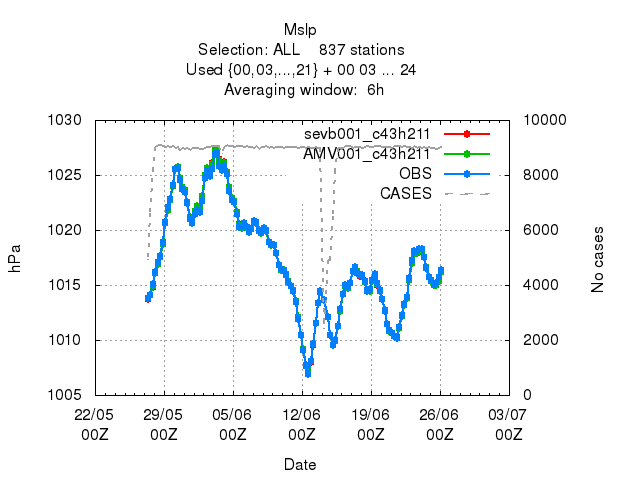 Mslp
Selection: ALL    837 stations
Used {00,03,...,21} + 00 03 ... 24
Averaging window:  6h
1030
1025
1020
1015
1010
1005
hPa
10000
8000
6000
4000
2000
0
No cases
sevb001_c43h211
AMV001_c43h211
OBS
CASES
22/05 29/05 05/06 12/06 19/06 26/06 03/07
00Z 00Z 00Z 00Z 00Z 00Z 00Z
Date